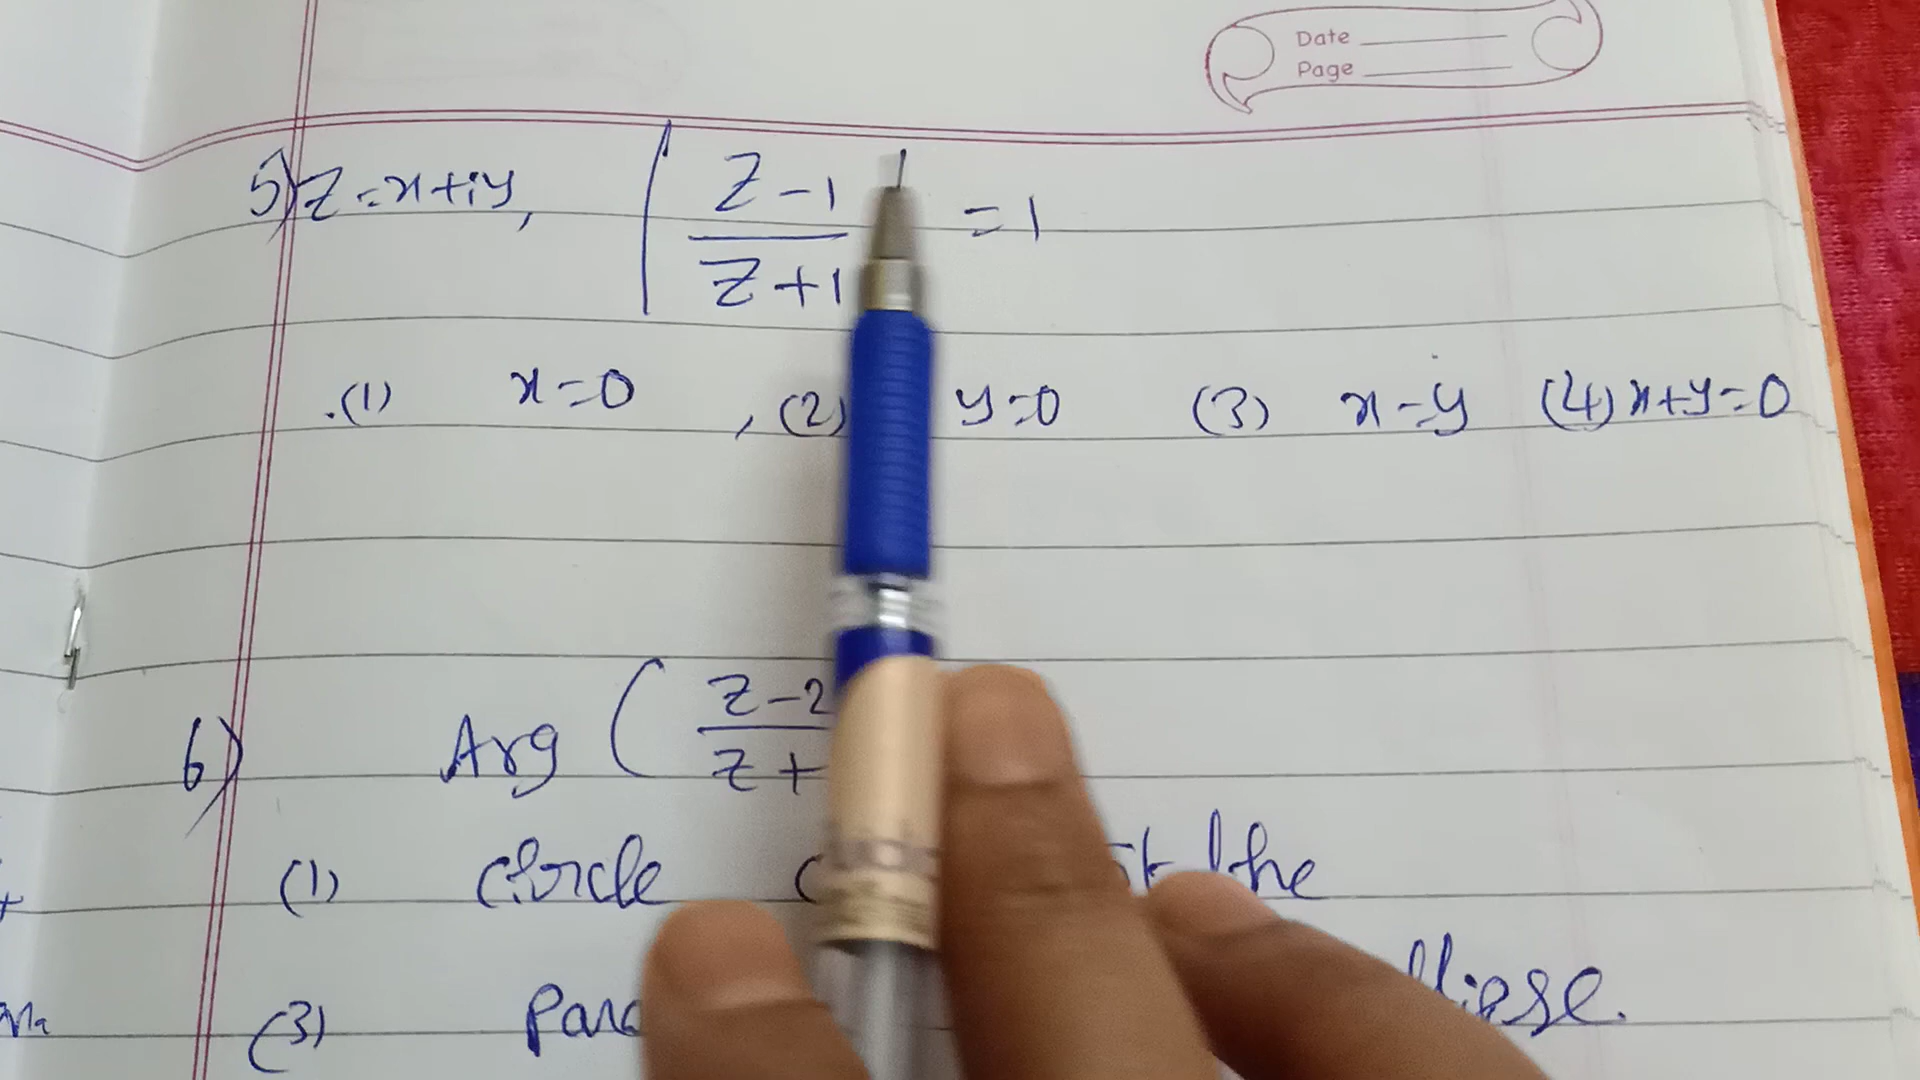 Date
Page
5) z=x+iy, | z-1 / z+1 | =1
(1) x=0, (2) y=0 (3) x=y (4) x+y=0
6) Arg ( z-2 / z+
(1) Circle the
(3)